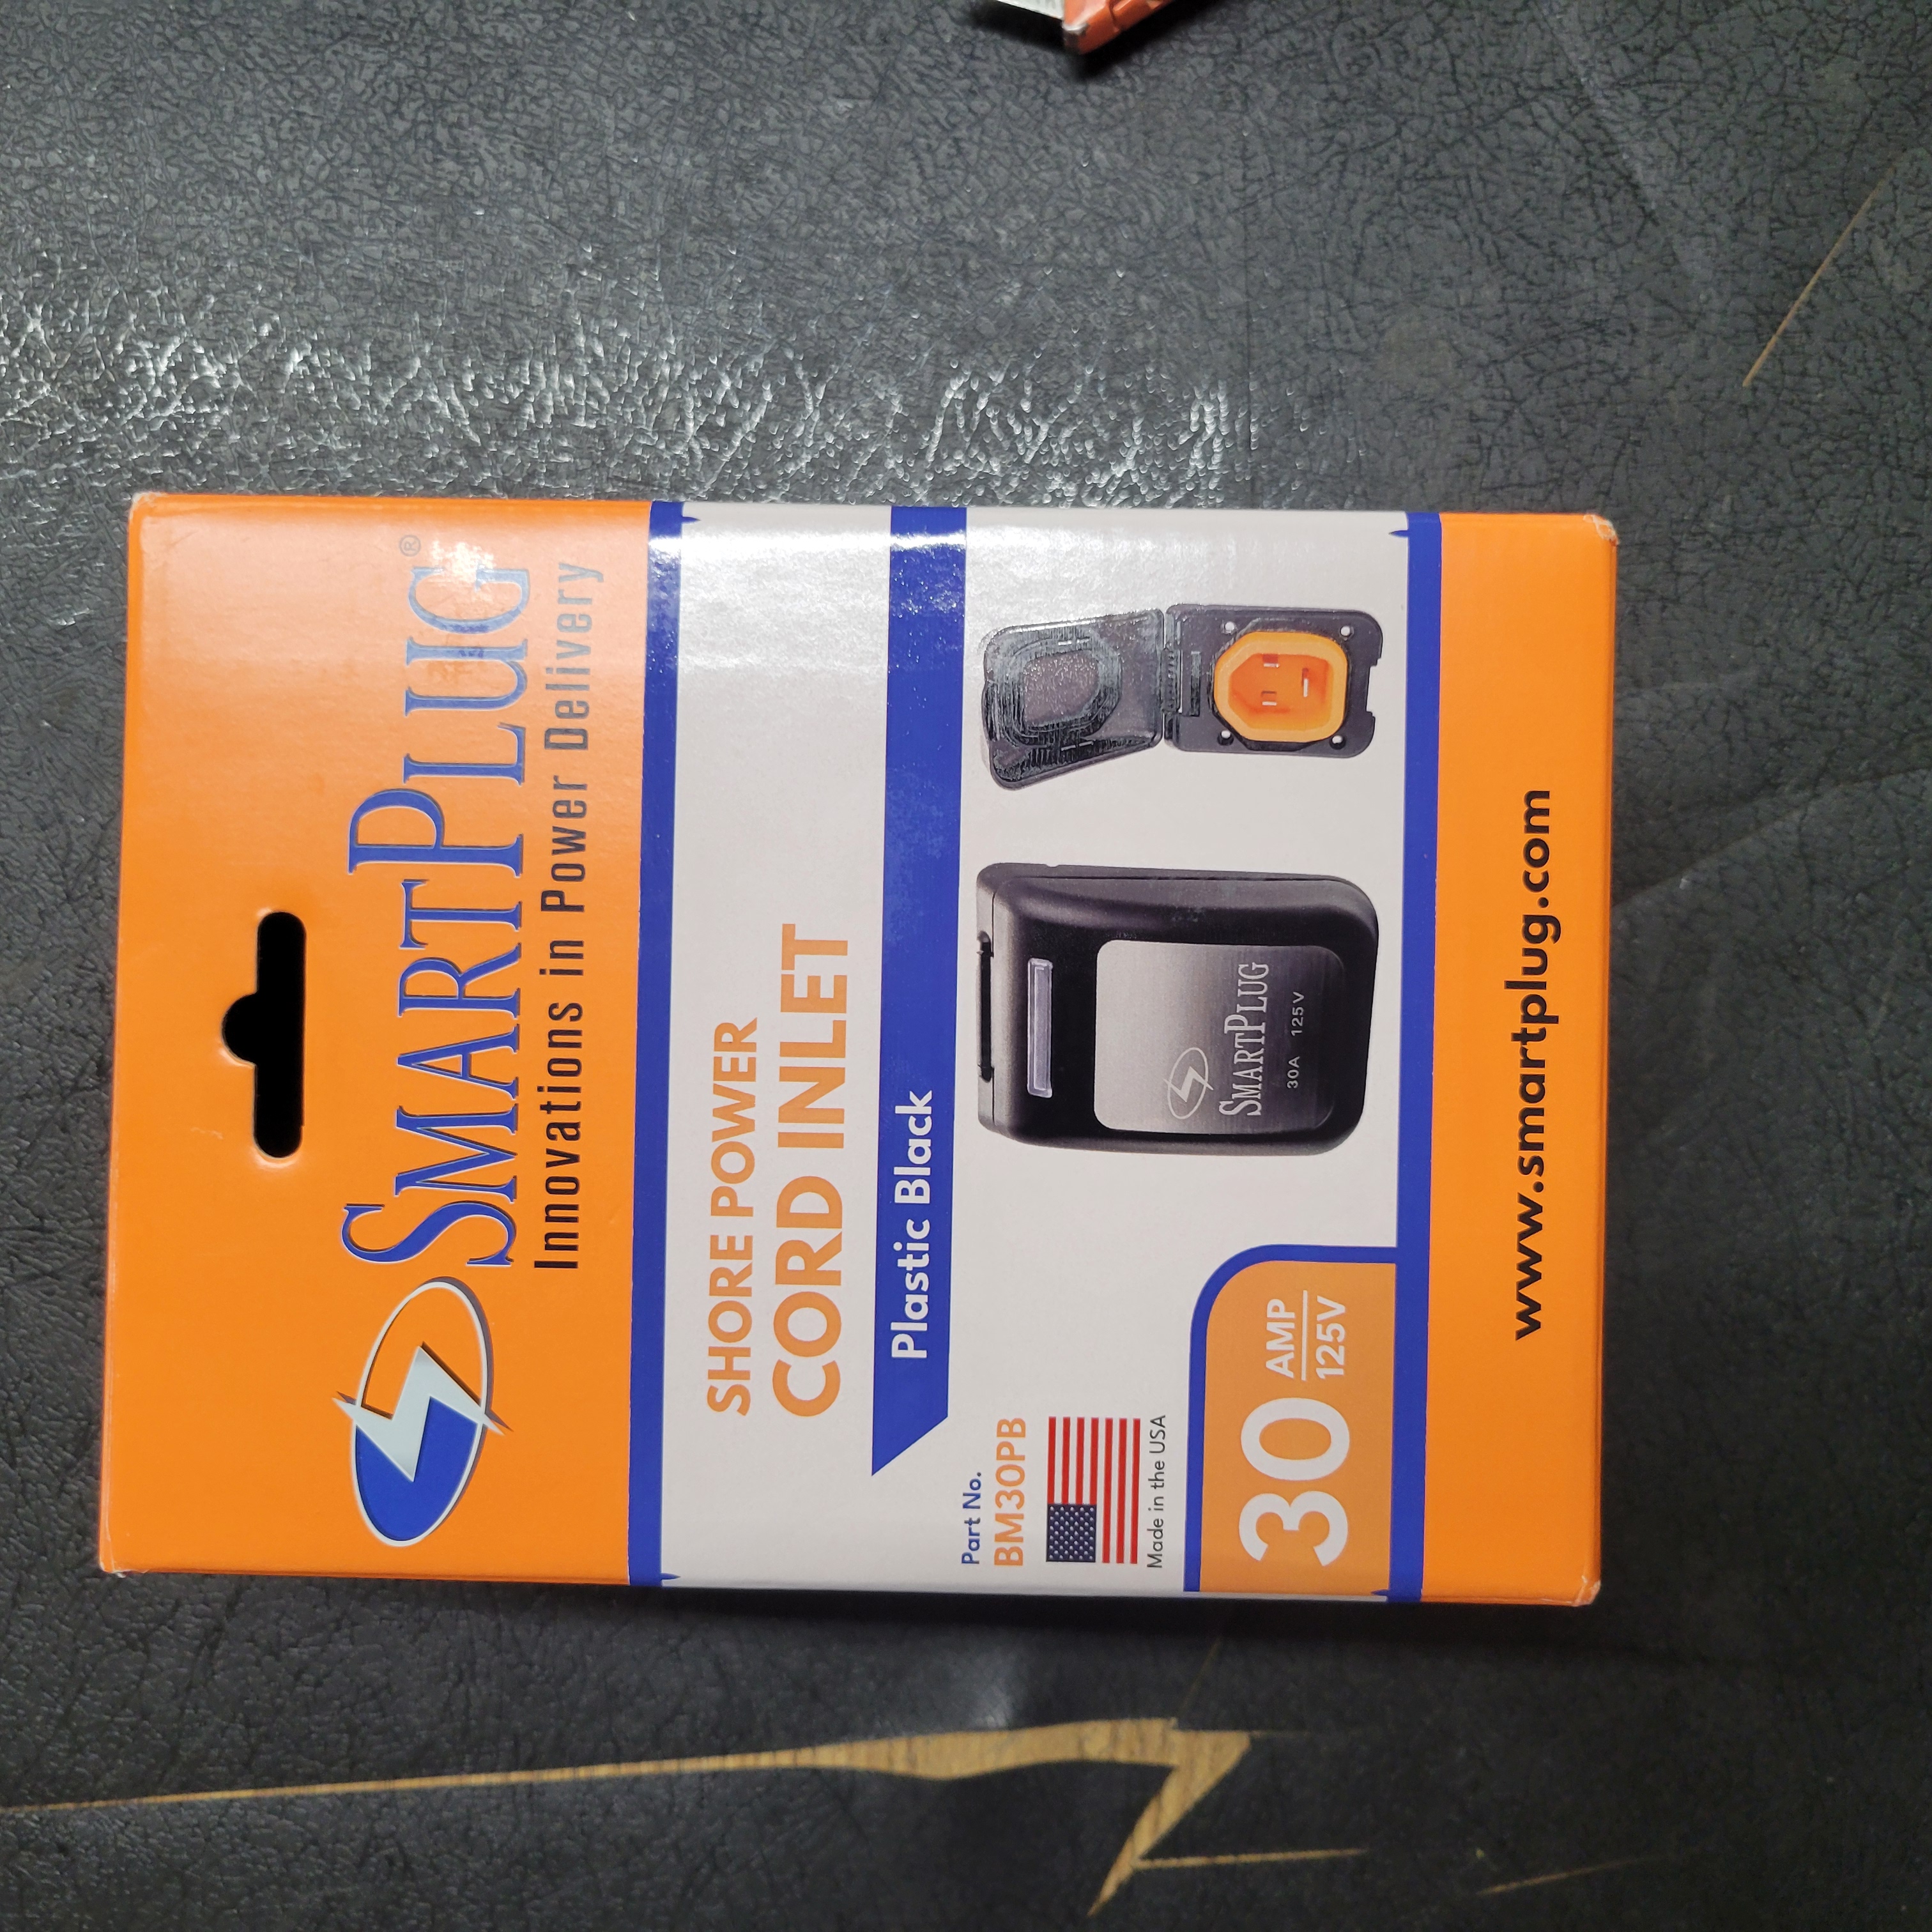 SMARTPLUG®
Innovations in Power Delivery
SHORE POWER
CORD INLET
Plastic Black
Part No.
BM30PB
Made in the USA
SMARTPLUG
30A 125V
30 AMP
125V
www.smartplug.com